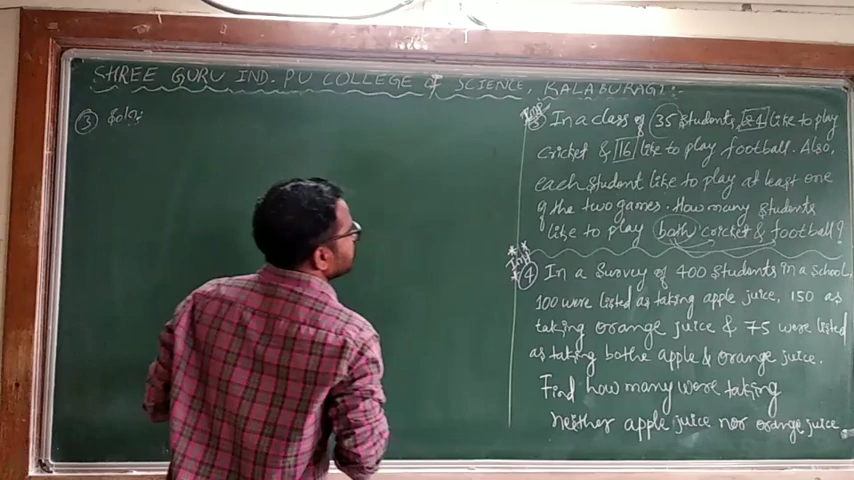 SHREE GURU IND. PU COLLEGE of SCIENCE, KALABURAGI:-
③ Soln:
Imp ③ In a class of 35 students, 24 like to play
cricket & 16 like to play football. Also,
each student like to play at least one
of the two games. How many students
like to play both cricket & football?
Imp ④ In a survey of 400 students in a school,
100 were listed as taking apple juice, 150 as
taking orange juice & 75 were listed
as taking bothe apple & orange juice.
Find how many were taking
neither apple juice nor orange juice.